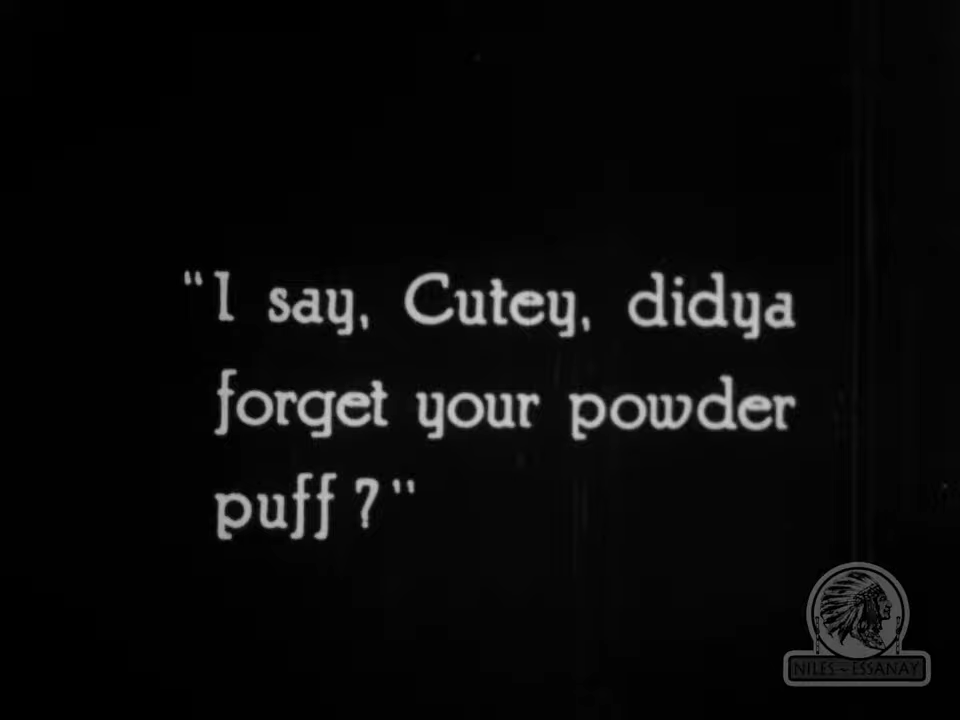 "I say, Cutey, didya
forget your powder
puff?"
NILES ~ ESSANAY